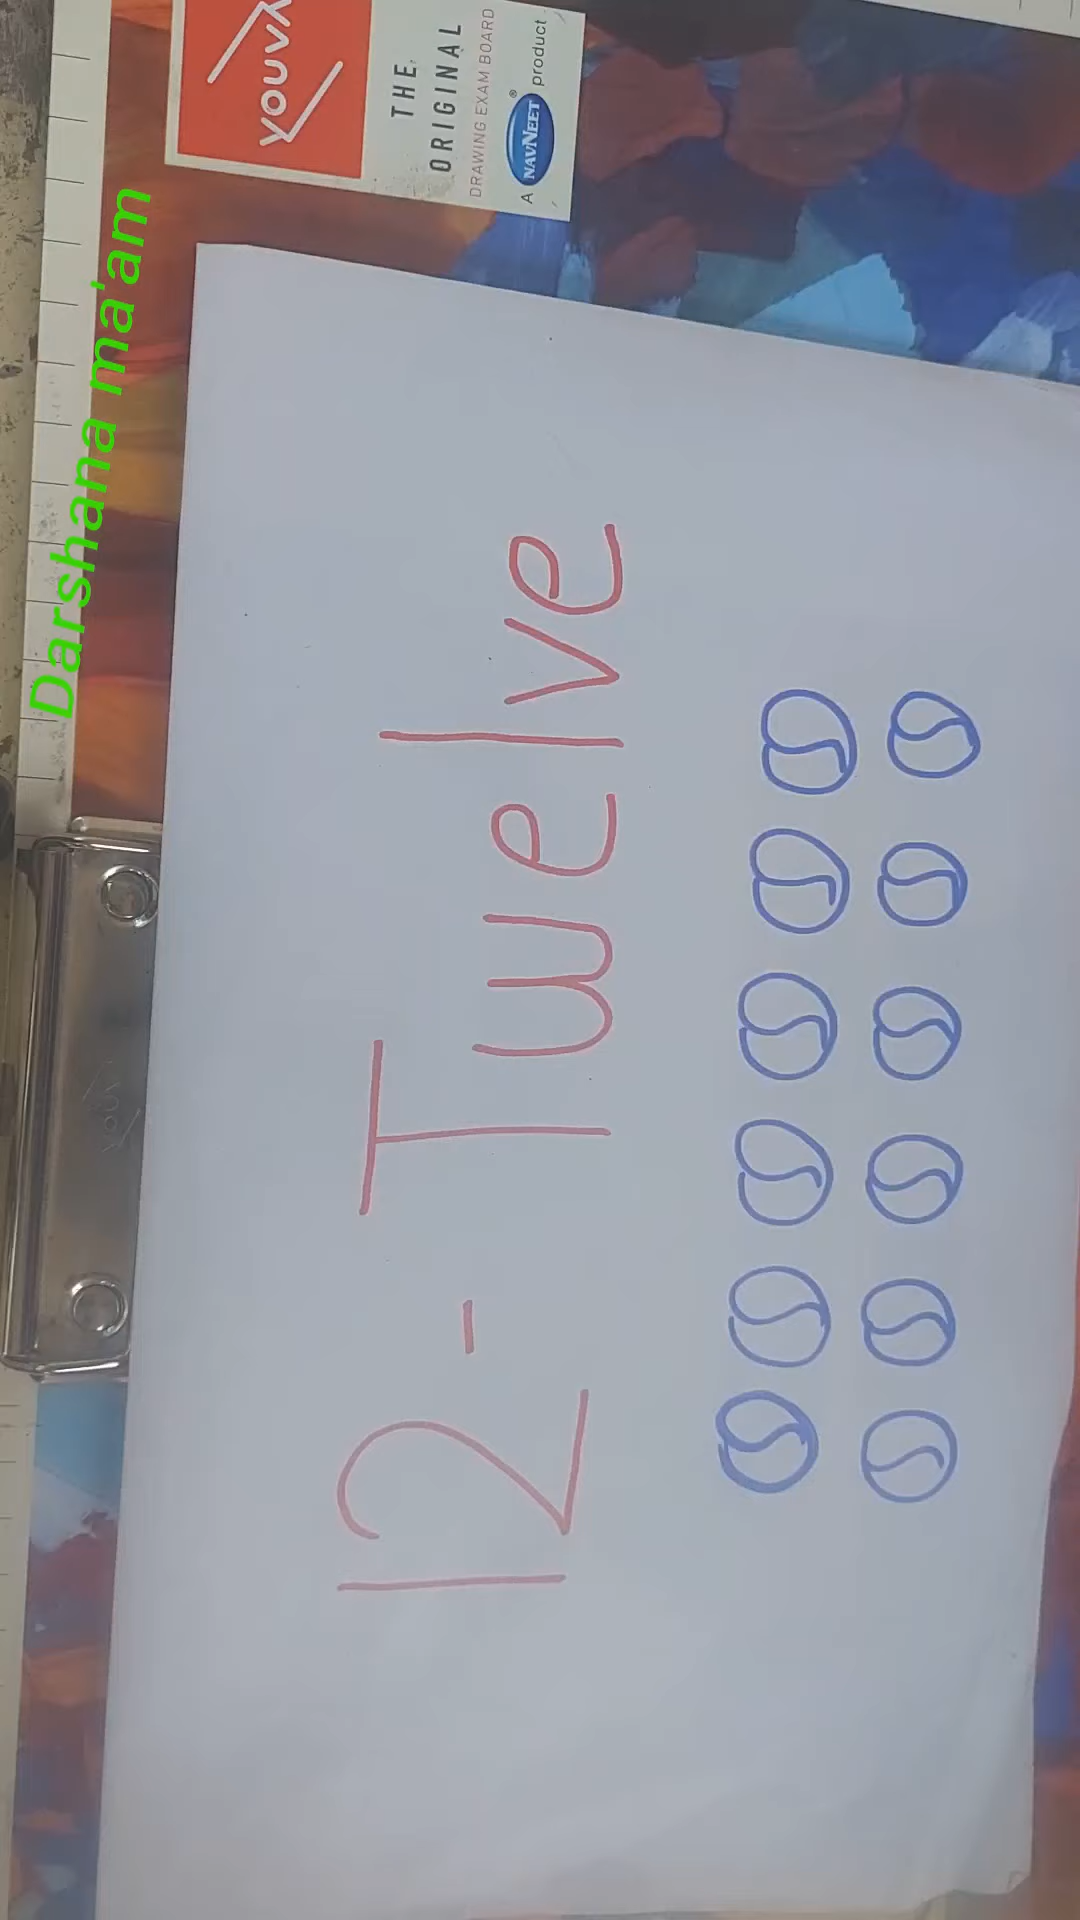 Darshana ma'am
YOUVA
THE
ORIGINAL
DRAWING EXAM BOARD
A NAVNEET® product
12 - Twelve